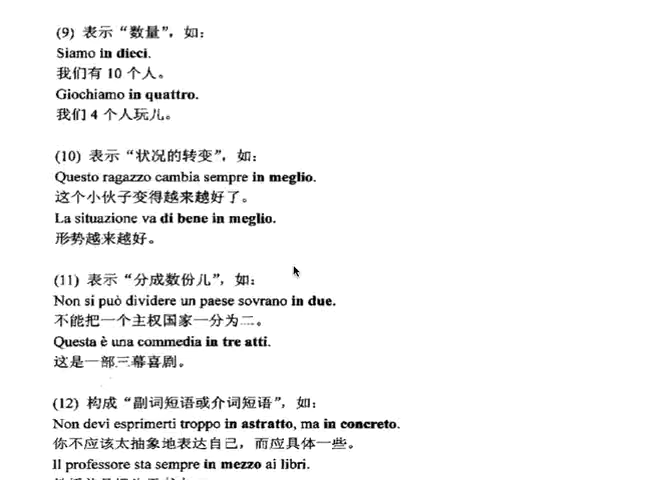 (9) 表示“数量”，如：
Siamo in dieci.
我们有 10 个人。
Giochiamo in quattro.
我们 4 个人玩儿。
(10) 表示“状况的转变”，如：
Questo ragazzo cambia sempre in meglio.
这个小伙子变得越来越好了。
La situazione va di bene in meglio.
形势越来越好。
(11) 表示“分成数份儿”，如：
Non si può dividere un paese sovrano in due.
不能把一个主权国家一分为二。
Questa è una commedia in tre atti.
这是一部三幕喜剧。
(12) 构成“副词短语或介词短语”，如：
Non devi esprimerti troppo in astratto, ma in concreto.
你不应该太抽象地表达自己，而应具体一些。
Il professore sta sempre in mezzo ai libri.